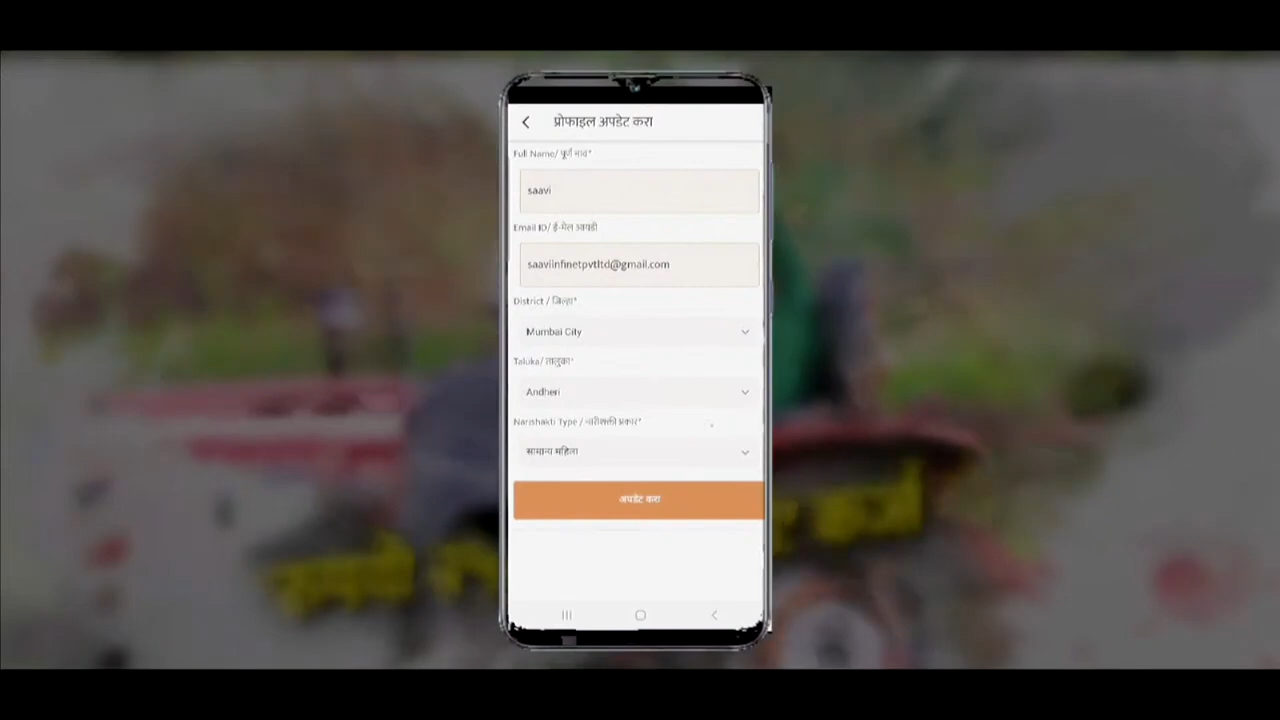 प्रोफाइल अपडेट करा
Full Name/ पूर्ण नाव*
saavi
Email ID/ ई-मेल आयडी
saaviinfinetpvtltd@gmail.com
District / जिल्हा*
Mumbai City
Taluka/ तालुका*
Andheri
Narishakti Type / नारीशक्ती प्रकार*
सामान्य महिला
अपडेट करा